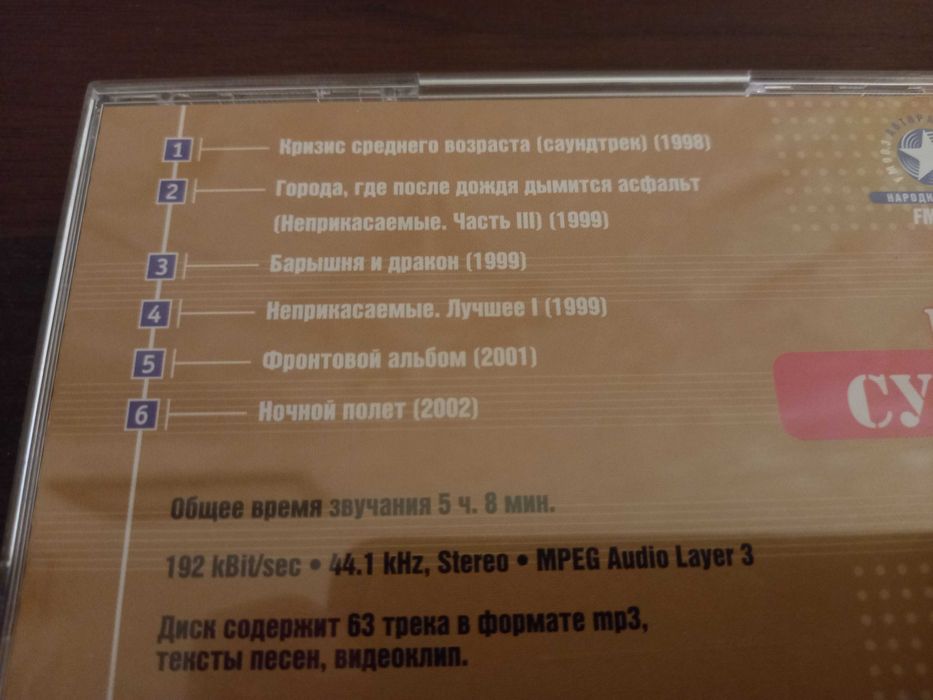 1 Кризис среднего возраста (саундтрек) (1998)
2 Города, где после дождя дымится асфальт
(Неприкасаемые. Часть III) (1999)
3 Барышня и дракон (1999)
4 Неприкасаемые. Лучшее I (1999)
5 Фронтовой альбом (2001)
6 Ночной полет (2002)
FM
СУ
Общее время звучания 5 ч. 8 мин.
192 kBit/sec • 44.1 kHz, Stereo • MPEG Audio Layer 3
Диск содержит 63 трека в формате mp3,
тексты песен, видеоклип.